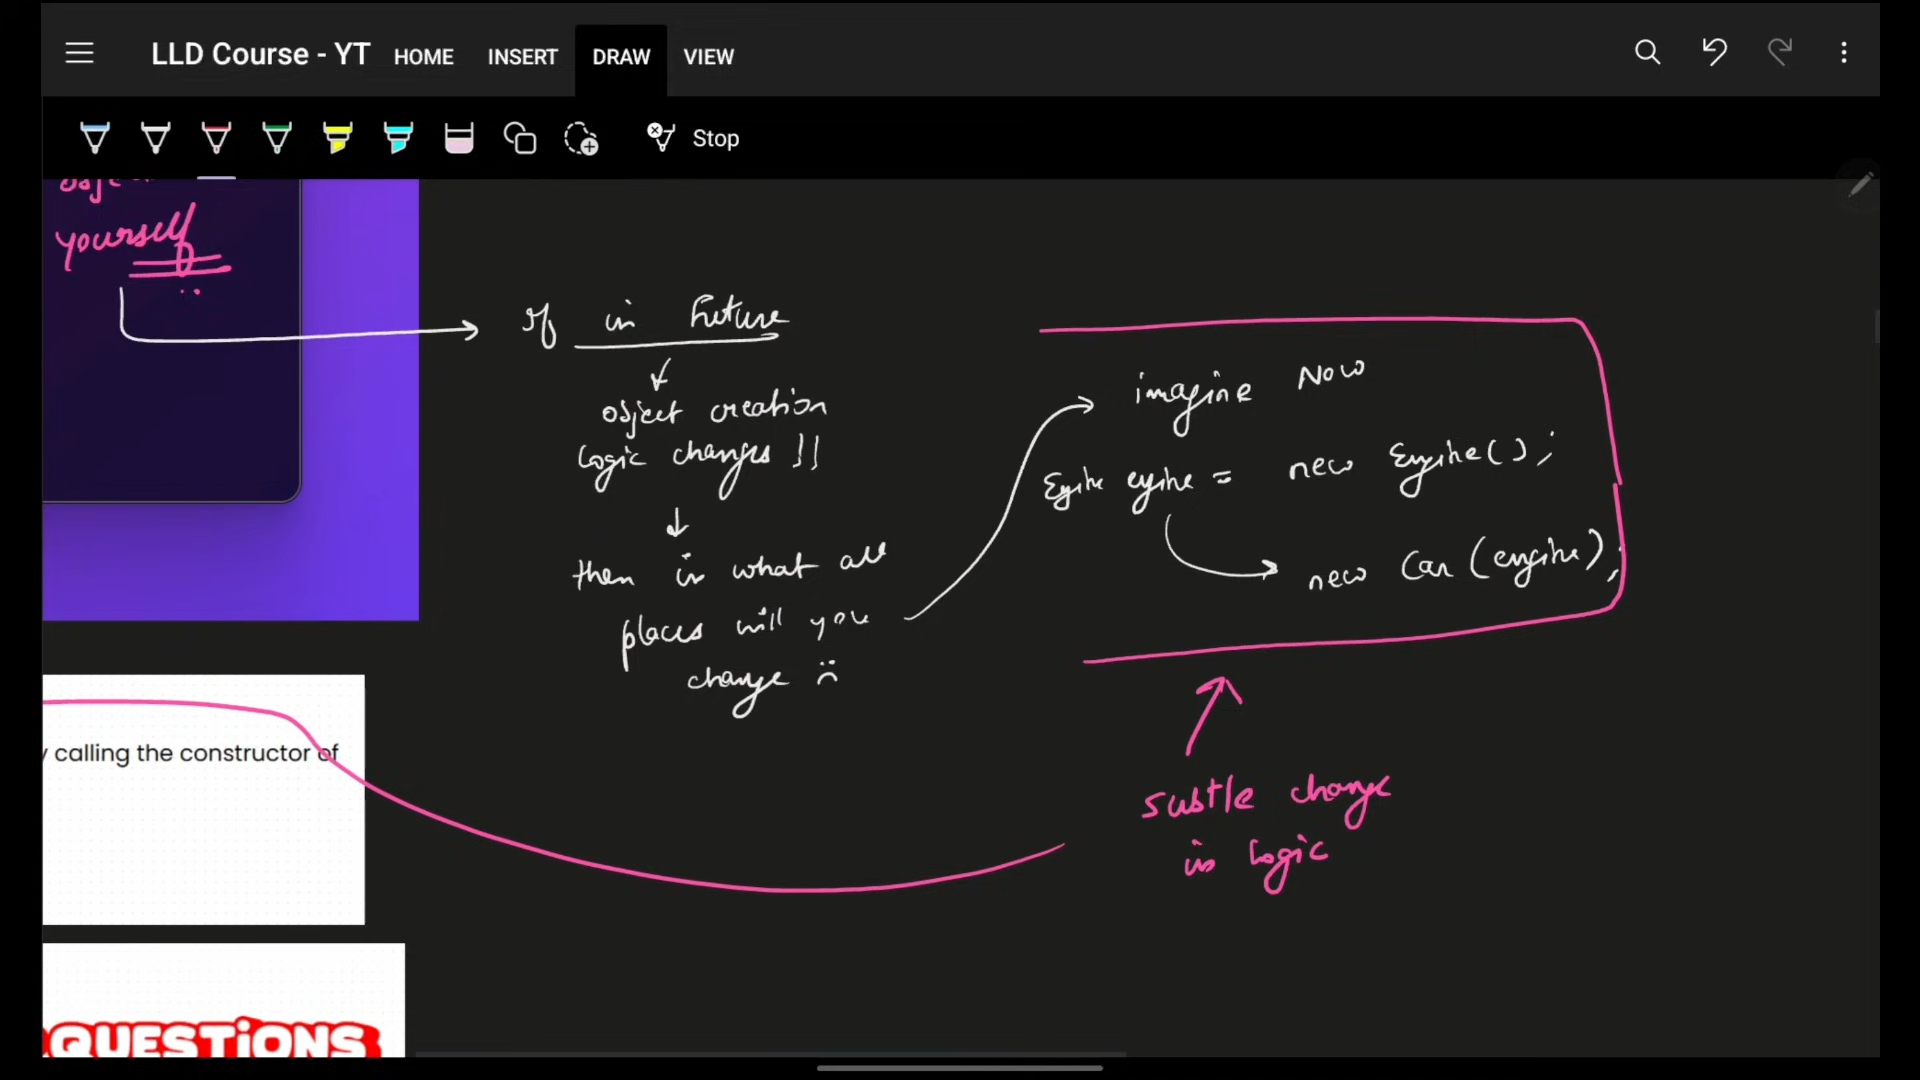 LLD Course - YT HOME INSERT DRAW VIEW
Stop
yourself
If in future
object creation
logic changes !!
then in what all
places will you
change
imagine Now
Engine engine = new Engine();
new Car (engine);
subtle change
in logic
y calling the constructor of
QUESTIONS